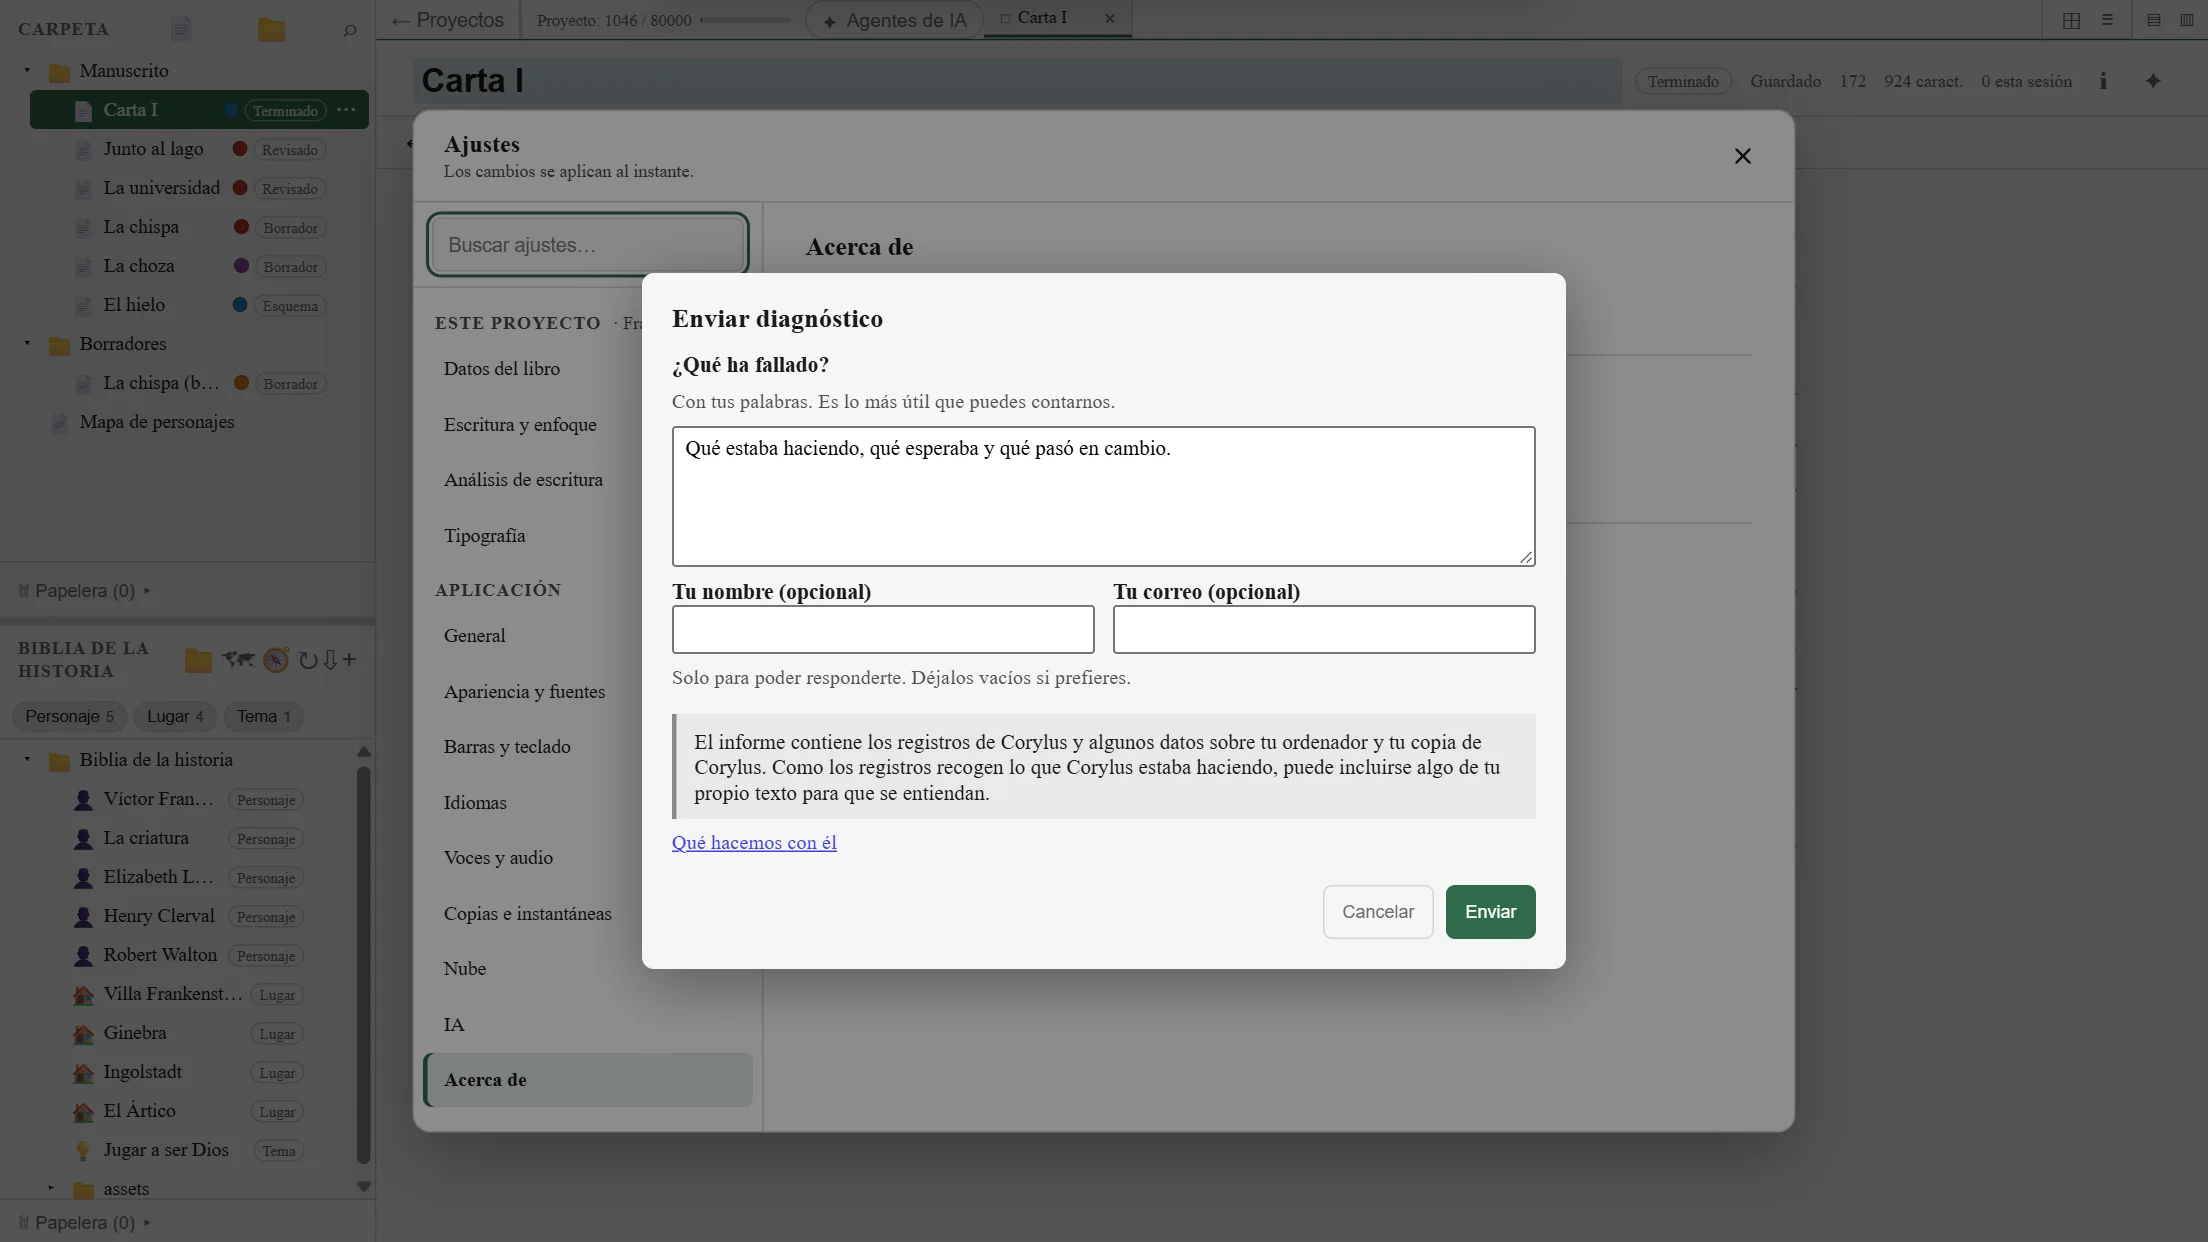 CARPETA
Manuscrito
Carta I Terminado ···
Junto al lago Revisado
La universidad Revisado
La chispa Borrador
La choza Borrador
El hielo Esquema
Borradores
La chispa (b… Borrador
Mapa de personajes
Papelera (0)
BIBLIA DE LA
HISTORIA
Personaje 5 Lugar 4 Tema 1
Biblia de la historia
Víctor Fran… Personaje
La criatura Personaje
Elizabeth L… Personaje
Henry Clerval Personaje
Robert Walton Personaje
Villa Frankenst… Lugar
Ginebra Lugar
Ingolstadt Lugar
El Ártico Lugar
Jugar a ser Dios Tema
assets
Papelera (0)
← Proyectos Proyecto: 1046 / 80000 Agentes de IA Carta I ×
Carta I Terminado Guardado 172 924 caract. 0 esta sesión
Ajustes
Los cambios se aplican al instante.
Buscar ajustes…
ESTE PROYECTO · Fra
Datos del libro
Escritura y enfoque
Análisis de escritura
Tipografía
APLICACIÓN
General
Apariencia y fuentes
Barras y teclado
Idiomas
Voces y audio
Copias e instantáneas
Nube
IA
Acerca de
Acerca de
Enviar diagnóstico
¿Qué ha fallado?
Con tus palabras. Es lo más útil que puedes contarnos.
Qué estaba haciendo, qué esperaba y qué pasó en cambio.
Tu nombre (opcional) Tu correo (opcional)
Solo para poder responderte. Déjalos vacíos si prefieres.
El informe contiene los registros de Corylus y algunos datos sobre tu ordenador y tu copia de
Corylus. Como los registros recogen lo que Corylus estaba haciendo, puede incluirse algo de tu
propio texto para que se entiendan.
Qué hacemos con él
Cancelar Enviar